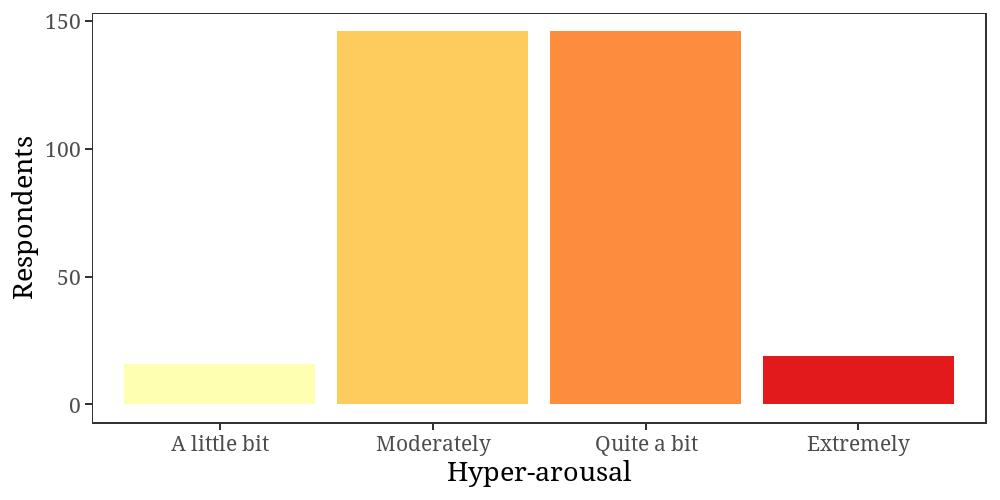 150
100
50
0
Respondents
A little bit Moderately Quite a bit Extremely
Hyper-arousal